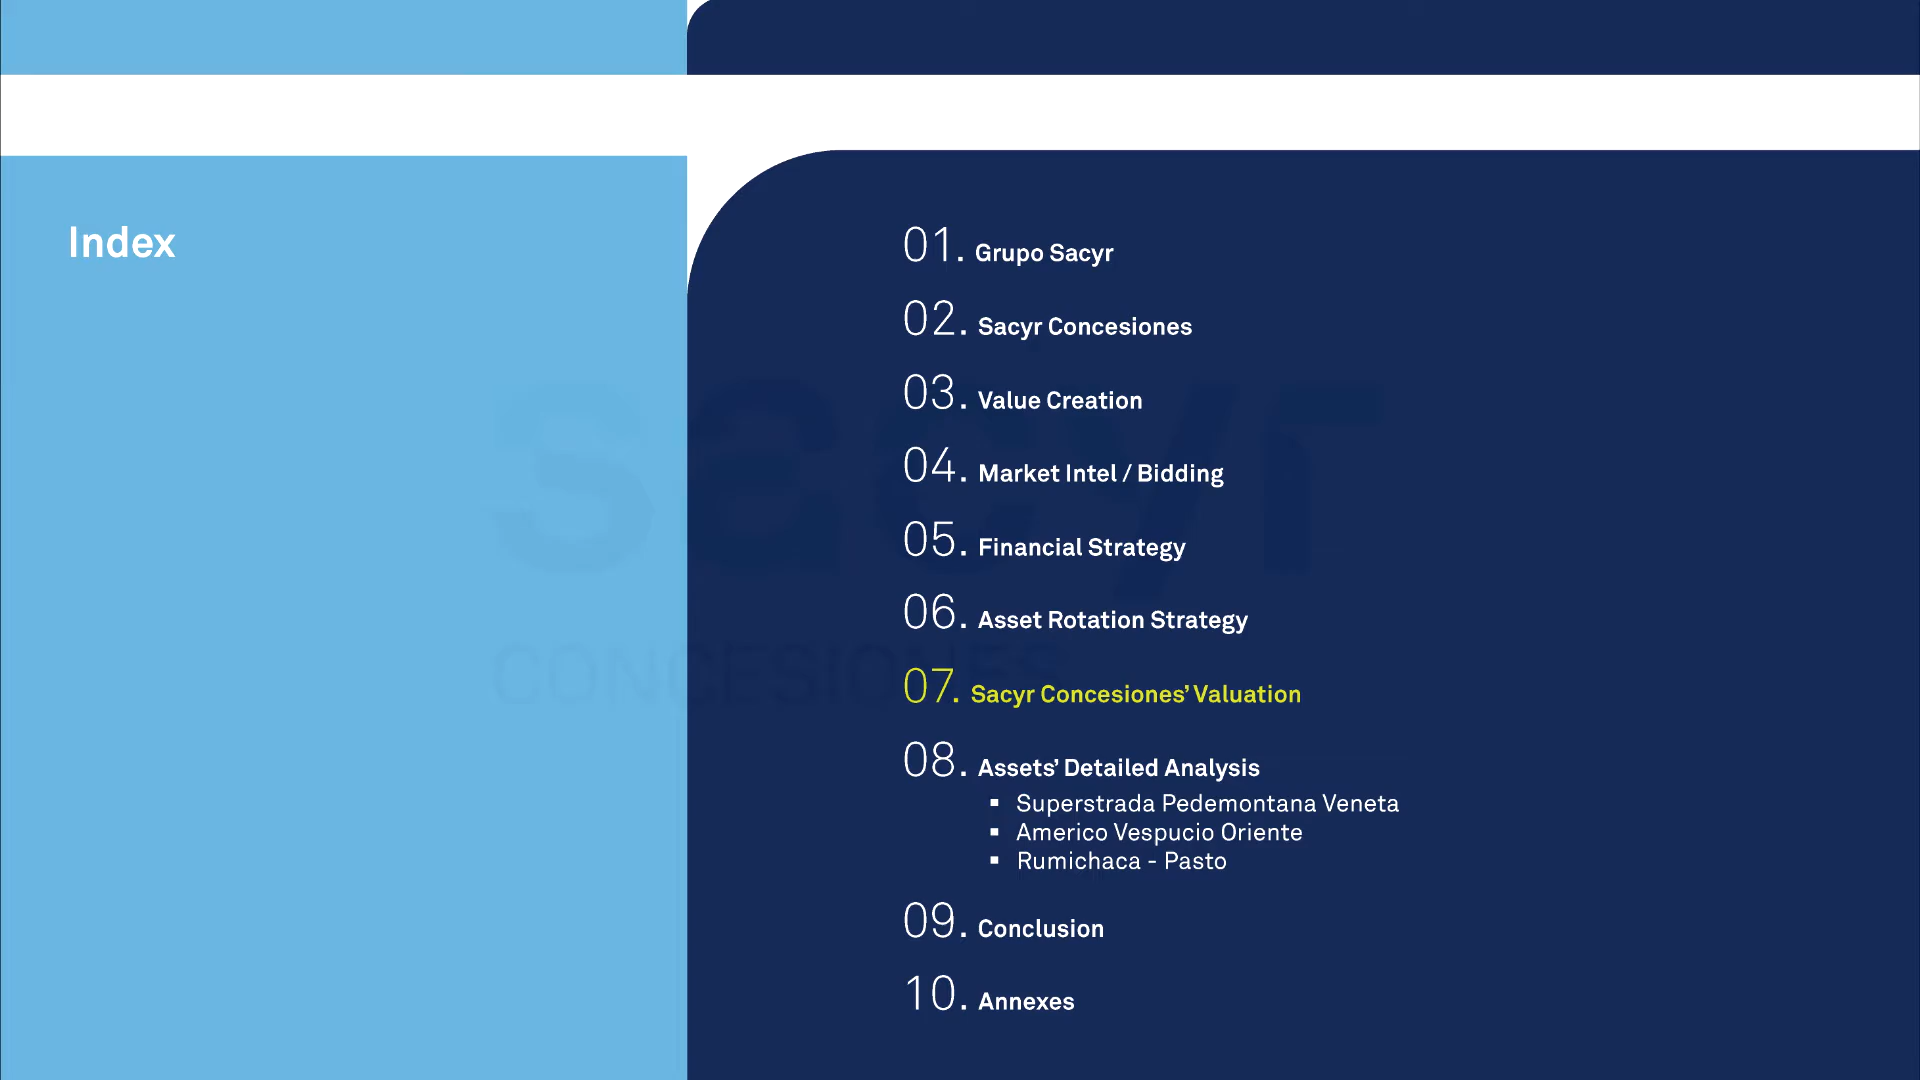 Index
01. Grupo Sacyr
02. Sacyr Concesiones
03. Value Creation
04. Market Intel / Bidding
05. Financial Strategy
06. Asset Rotation Strategy
07. Sacyr Concesiones’ Valuation
08. Assets’ Detailed Analysis
▪ Superstrada Pedemontana Veneta
▪ Americo Vespucio Oriente
▪ Rumichaca - Pasto
09. Conclusion
10. Annexes
sacyr
CONCESIONES